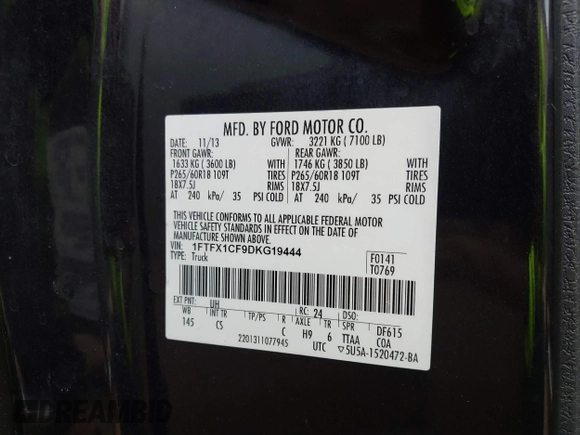 MFD. BY FORD MOTOR CO.
DATE: 11/13 GVWR: 3221 KG ( 7100 LB)
FRONT GAWR: REAR GAWR:
1633 KG ( 3600 LB) 1746 KG ( 3850 LB)
P265/60R18 109T TIRES P265/60R18 109T TIRES
18X7.5J RIMS 18X7.5J RIMS
AT 240 kPa/ 35 PSI COLD AT 240 kPa/ 35 PSI COLD
THIS VEHICLE CONFORMS TO ALL APPLICABLE FEDERAL MOTOR
VEHICLE SAFETY STANDARDS IN EFFECT ON THE DATE OF
MANUFACTURE SHOWN ABOVE.
VIN: 1FTFX1CF9DKG19444 F0141
TYPE: Truck T0769
EXT PNT: UH RC: 24 DSO:
WB TR TP/PS R AXLE TR SPR DF615
145 CS C H9 6 TTAA COA
2201311077945 UTC ▽5U5A-1520472-BA
DREAMBID